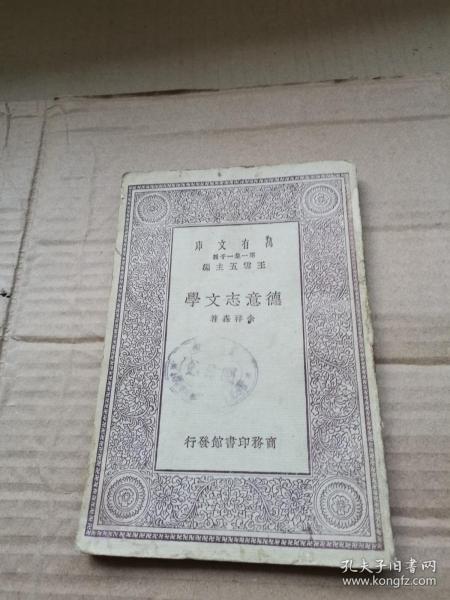 庫文有萬
種千一集一第
編主五雲王
學文志意德
著森祥余
行發館書印務商
孔夫子旧书网
www.kongfz.com